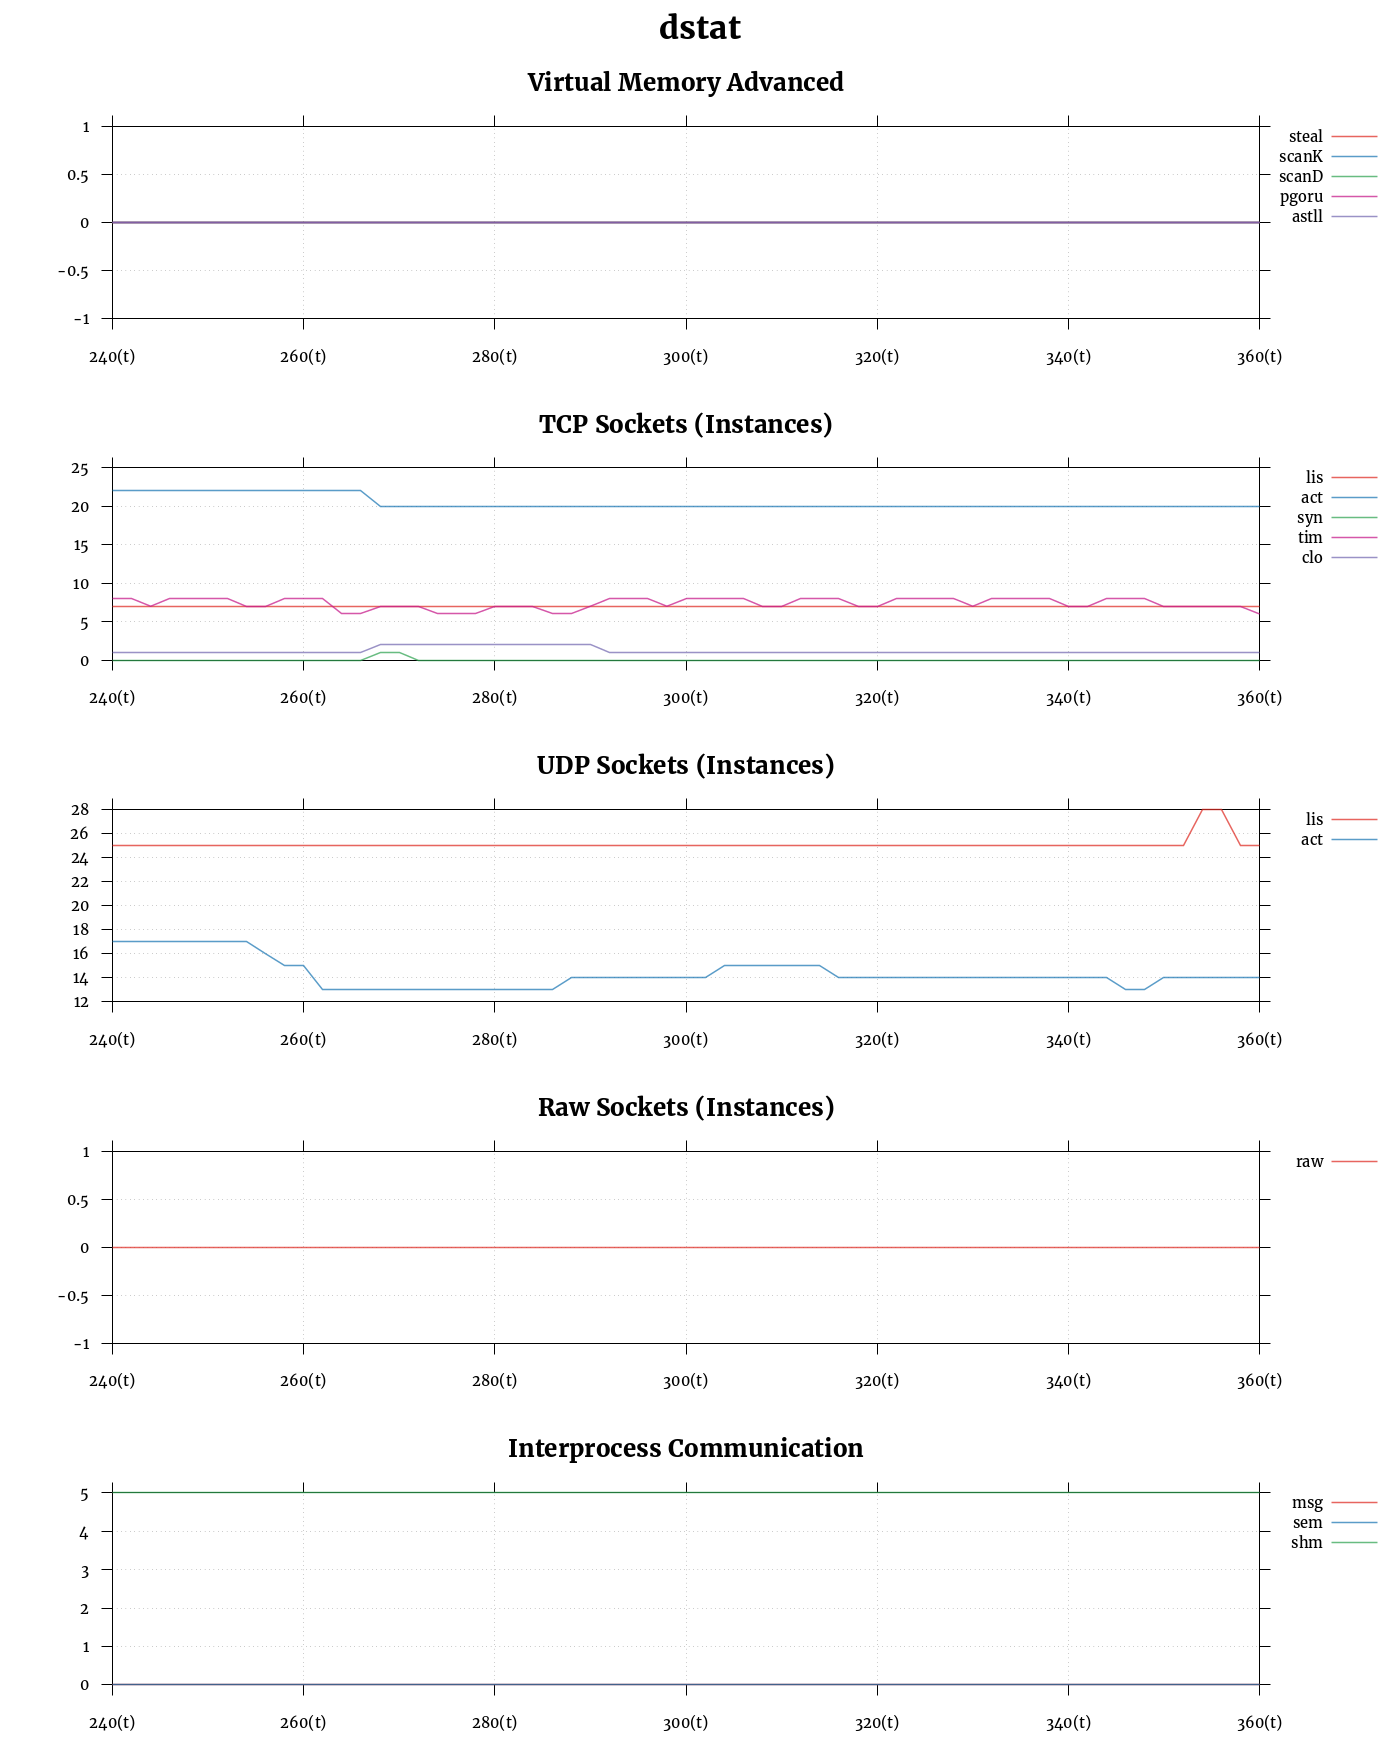 dstat
Virtual Memory Advanced
1
0.5
0
-0.5
-1
240(t) 260(t) 280(t) 300(t) 320(t) 340(t) 360(t)
steal
scanK
scanD
pgoru
astll
TCP Sockets (Instances)
25
20
15
10
5
0
240(t) 260(t) 280(t) 300(t) 320(t) 340(t) 360(t)
lis
act
syn
tim
clo
UDP Sockets (Instances)
28
26
24
22
20
18
16
14
12
240(t) 260(t) 280(t) 300(t) 320(t) 340(t) 360(t)
lis
act
Raw Sockets (Instances)
1
0.5
0
-0.5
-1
240(t) 260(t) 280(t) 300(t) 320(t) 340(t) 360(t)
raw
Interprocess Communication
5
4
3
2
1
0
240(t) 260(t) 280(t) 300(t) 320(t) 340(t) 360(t)
msg
sem
shm